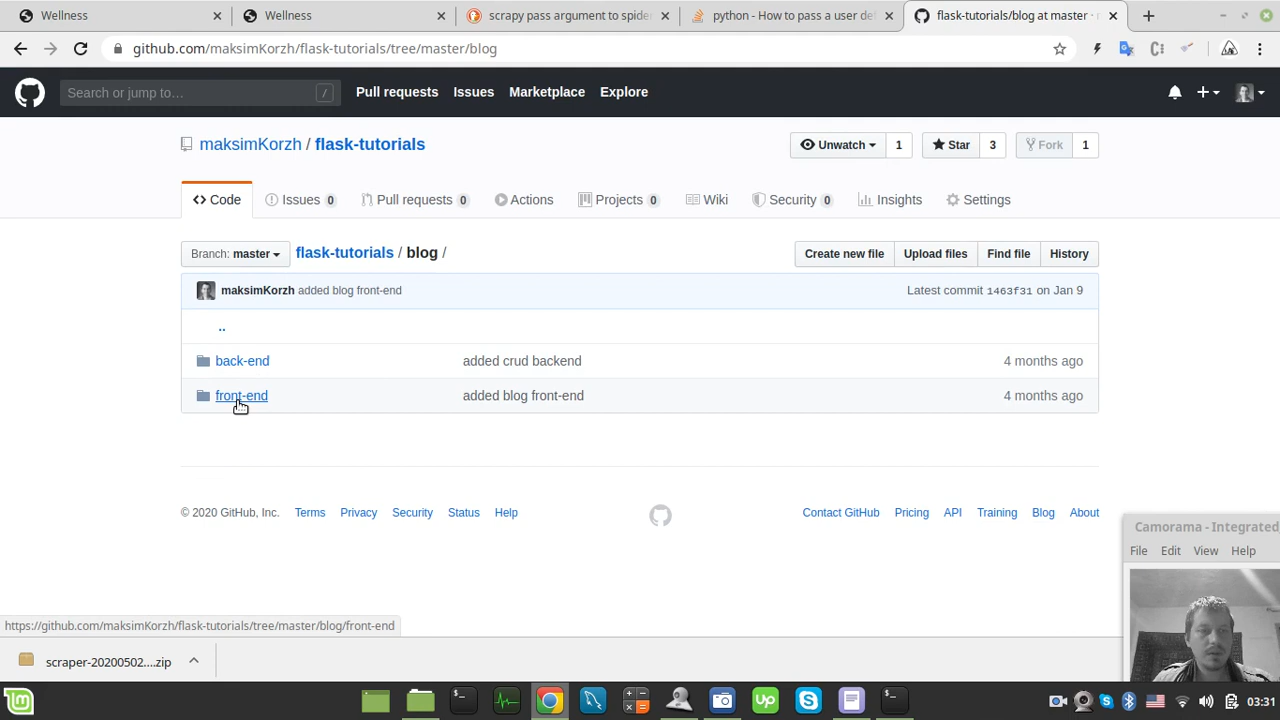 Wellness
Wellness
scrapy pass argument to spide
python - How to pass a user de
flask-tutorials/blog at master ·
github.com/maksimKorzh/flask-tutorials/tree/master/blog
Search or jump to…
/
Pull requests
Issues
Marketplace
Explore
maksimKorzh / flask-tutorials
Unwatch
1
Star
3
Fork
1
Code
Issues 0
Pull requests 0
Actions
Projects 0
Wiki
Security 0
Insights
Settings
Branch: master
flask-tutorials / blog /
Create new file
Upload files
Find file
History
maksimKorzh added blog front-end
Latest commit 1463f31 on Jan 9
..
back-end
added crud backend
4 months ago
front-end
added blog front-end
4 months ago
© 2020 GitHub, Inc.
Terms
Privacy
Security
Status
Help
Contact GitHub
Pricing
API
Training
Blog
About
Camorama - Integrated
File
Edit
View
Help
https://github.com/maksimKorzh/flask-tutorials/tree/master/blog/front-end
scraper-20200502....zip
03:31